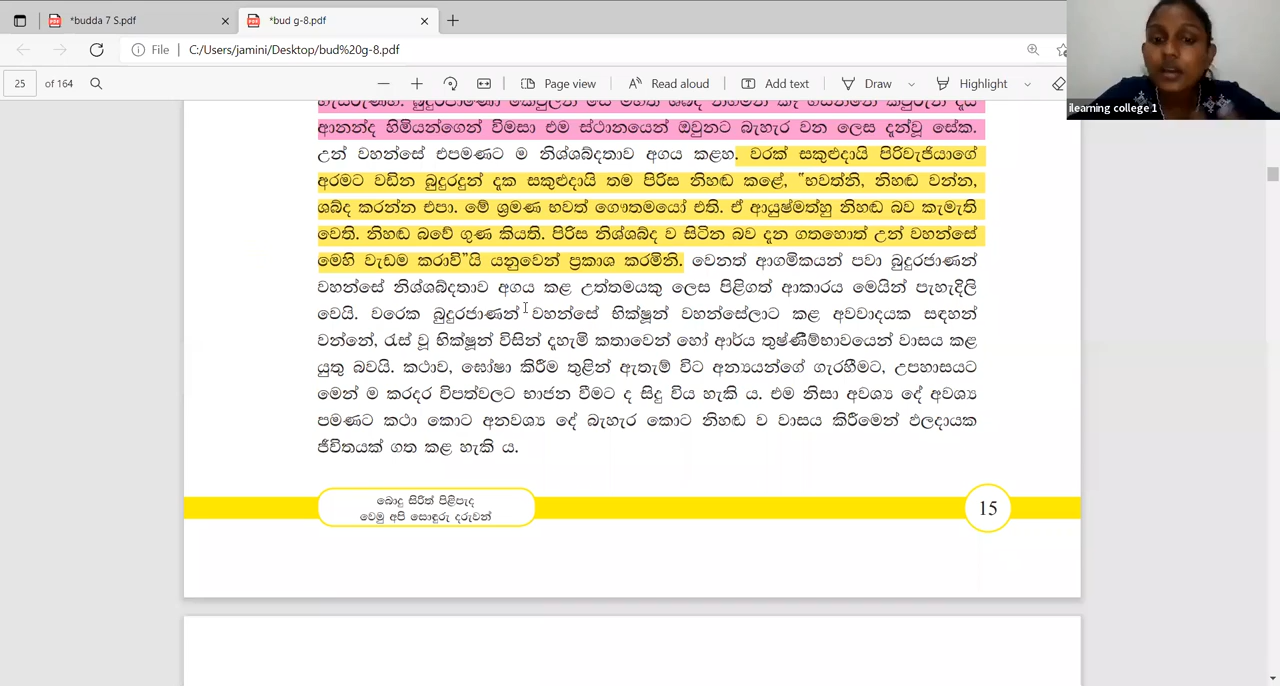 *budda 7 S.pdf
*bud g-8.pdf
File
C:/Users/jamini/Desktop/bud%20g-8.pdf
25 of 164
Page view
Read aloud
Add text
Draw
Highlight
ilearning college 1
ආනන්ද හිමියන්ගෙන් විමසා එම ස්ථානයෙන් ඔවුනට බැහැර වන ලෙස දැන්වූ සේක.
උන් වහන්සේ එපමණට ම නිශ්ශබ්දතාව අගය කළහ. වරක් සකුළුදායි පිරිවැජියාගේ
අරමට වඩින බුදුරදුන් දැක සකුළුදායි තම පිරිස නිහඬ කළේ, “භවත්නි, නිහඬ වන්න,
ශබ්ද කරන්න එපා. මේ ශ්‍රමණ භවත් ගෞතමයෝ එති. ඒ ආයුෂ්මත්හු නිහඬ බව කැමැති
වෙති. නිහඬ බවේ ගුණ කියති. පිරිස නිශ්ශබ්ද ව සිටින බව දැන ගතහොත් උන් වහන්සේ
මෙහි වැඩම කරාවි”යි යනුවෙන් ප්‍රකාශ කරමිනි. වෙනත් ආගමිකයන් පවා බුදුරජාණන්
වහන්සේ නිශ්ශබ්දතාව අගය කළ උත්තමයකු ලෙස පිළිගත් ආකාරය මෙයින් පැහැදිලි
වෙයි. වරෙක බුදුරජාණන් වහන්සේ භික්ෂූන් වහන්සේලාට කළ අවවාදයක සඳහන්
වන්නේ, රැස් වූ භික්ෂූන් විසින් දැහැමි කතාවෙන් හෝ ආර්ය තුෂ්ණීම්භාවයෙන් වාසය කළ
යුතු බවයි. කථාව, ඝෝෂා කිරීම තුළින් ඇතැම් විට අන්‍යයන්ගේ ගැරහීමට, උපහාසයට
මෙන් ම කරදර විපත්වලට භාජන වීමට ද සිදු විය හැකි ය. එම නිසා අවශ්‍ය දේ අවශ්‍ය
පමණට කථා කොට අනවශ්‍ය දේ බැහැර කොට නිහඬ ව වාසය කිරීමෙන් ඵලදායක
ජීවිතයක් ගත කළ හැකි ය.
බොදු සිරිත් පිළිපැද
වෙමු අපි සොඳුරු දරුවන්
15